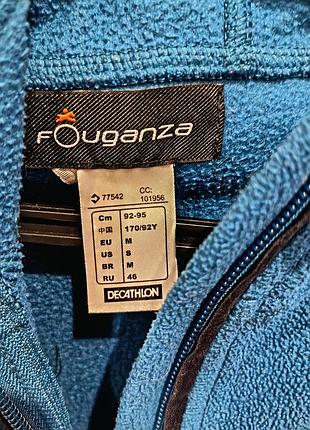 FOuganza
77542 CC: 101956
Cm 92-95
中国 170/92Y
EU M
US S
BR M
RU 46
DECATHLON